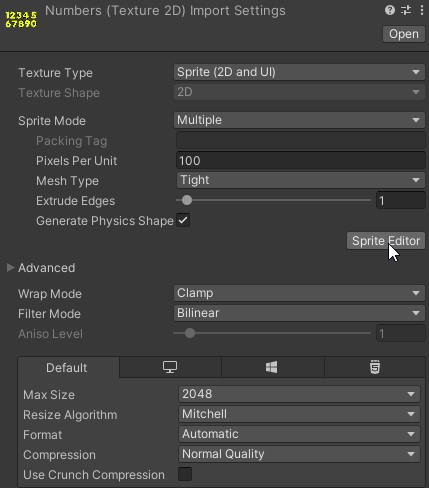 12345
67890
Numbers (Texture 2D) Import Settings
Open
Texture Type Sprite (2D and UI)
Texture Shape 2D
Sprite Mode Multiple
Packing Tag
Pixels Per Unit 100
Mesh Type Tight
Extrude Edges 1
Generate Physics Shape
Sprite Editor
Advanced
Wrap Mode Clamp
Filter Mode Bilinear
Aniso Level 1
Default
Max Size 2048
Resize Algorithm Mitchell
Format Automatic
Compression Normal Quality
Use Crunch Compression